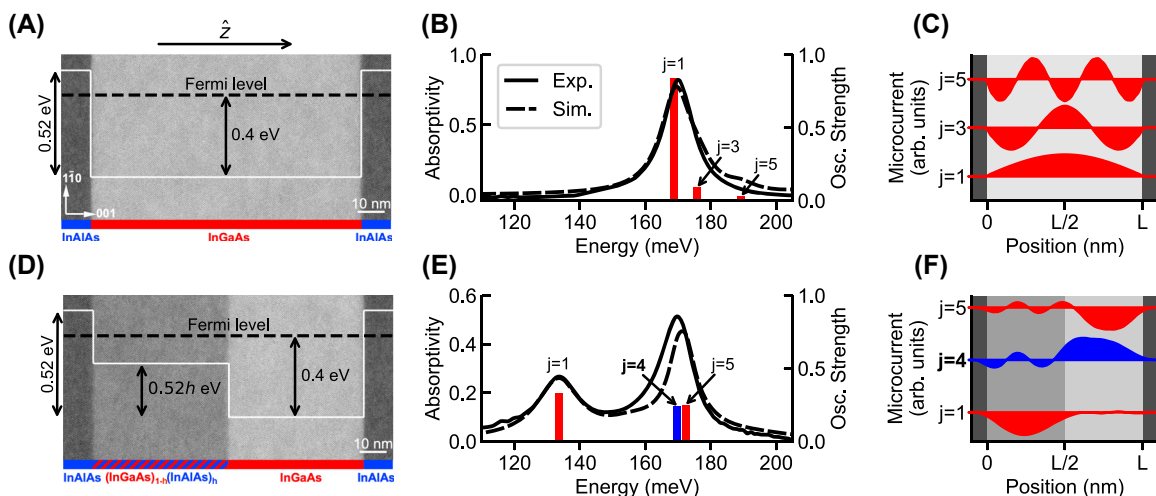 (A)
ẑ
Fermi level
0.52 eV
0.4 eV
1ī0
001
10 nm
InAlAs
InGaAs
InAlAs
(B)
Absorptivity
1.0
0.5
0.0
j=1
Exp.
Sim.
j=3
j=5
1.0
0.5
0.0
Osc. Strength
120 140 160 180 200
Energy (meV)
(C)
Microcurrent
(arb. units)
j=5
j=3
j=1
0 L/2 L
Position (nm)
(D)
Fermi level
0.52 eV
0.52h eV
0.4 eV
10 nm
InAlAs
(InGaAs)1-h(InAlAs)h
InGaAs
InAlAs
(E)
Absorptivity
0.6
0.4
0.2
0.0
j=1
j=4
j=5
1.0
0.5
0.0
Osc. Strength
120 140 160 180 200
Energy (meV)
(F)
Microcurrent
(arb. units)
j=5
j=4
j=1
0 L/2 L
Position (nm)